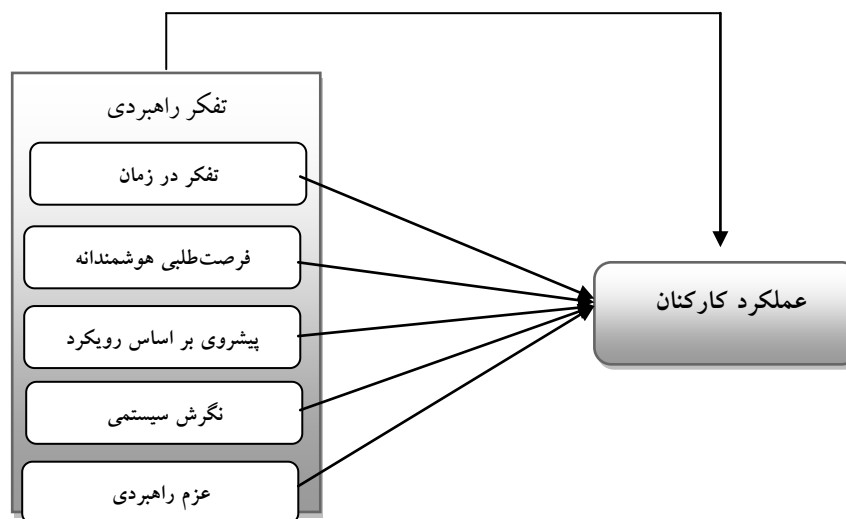 تفکر راهبردی
تفکر در زمان
فرصت‌طلبی هوشمندانه
پیشروی بر اساس رویکرد
نگرش سیستمی
عزم راهبردی
عملکرد کارکنان